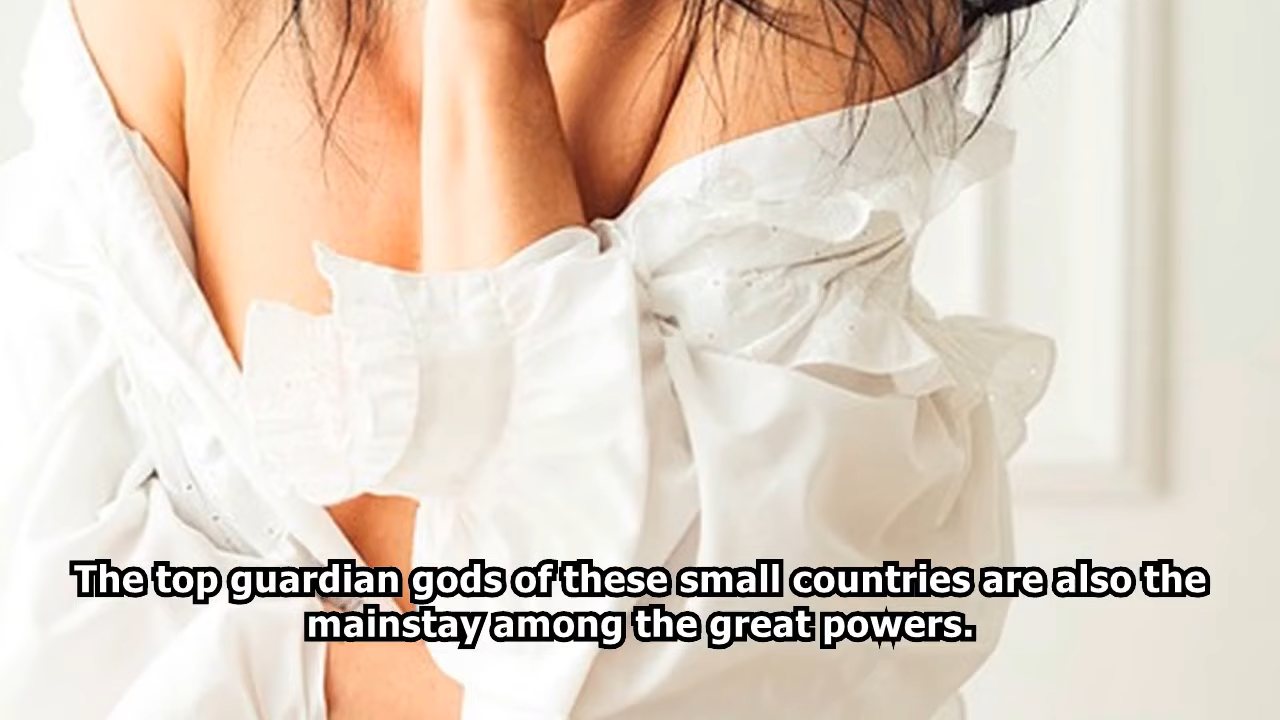 The top guardian gods of these small countries are also the
mainstay among the great powers.